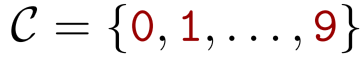 𝒞 = {0, 1, . . . , 9}